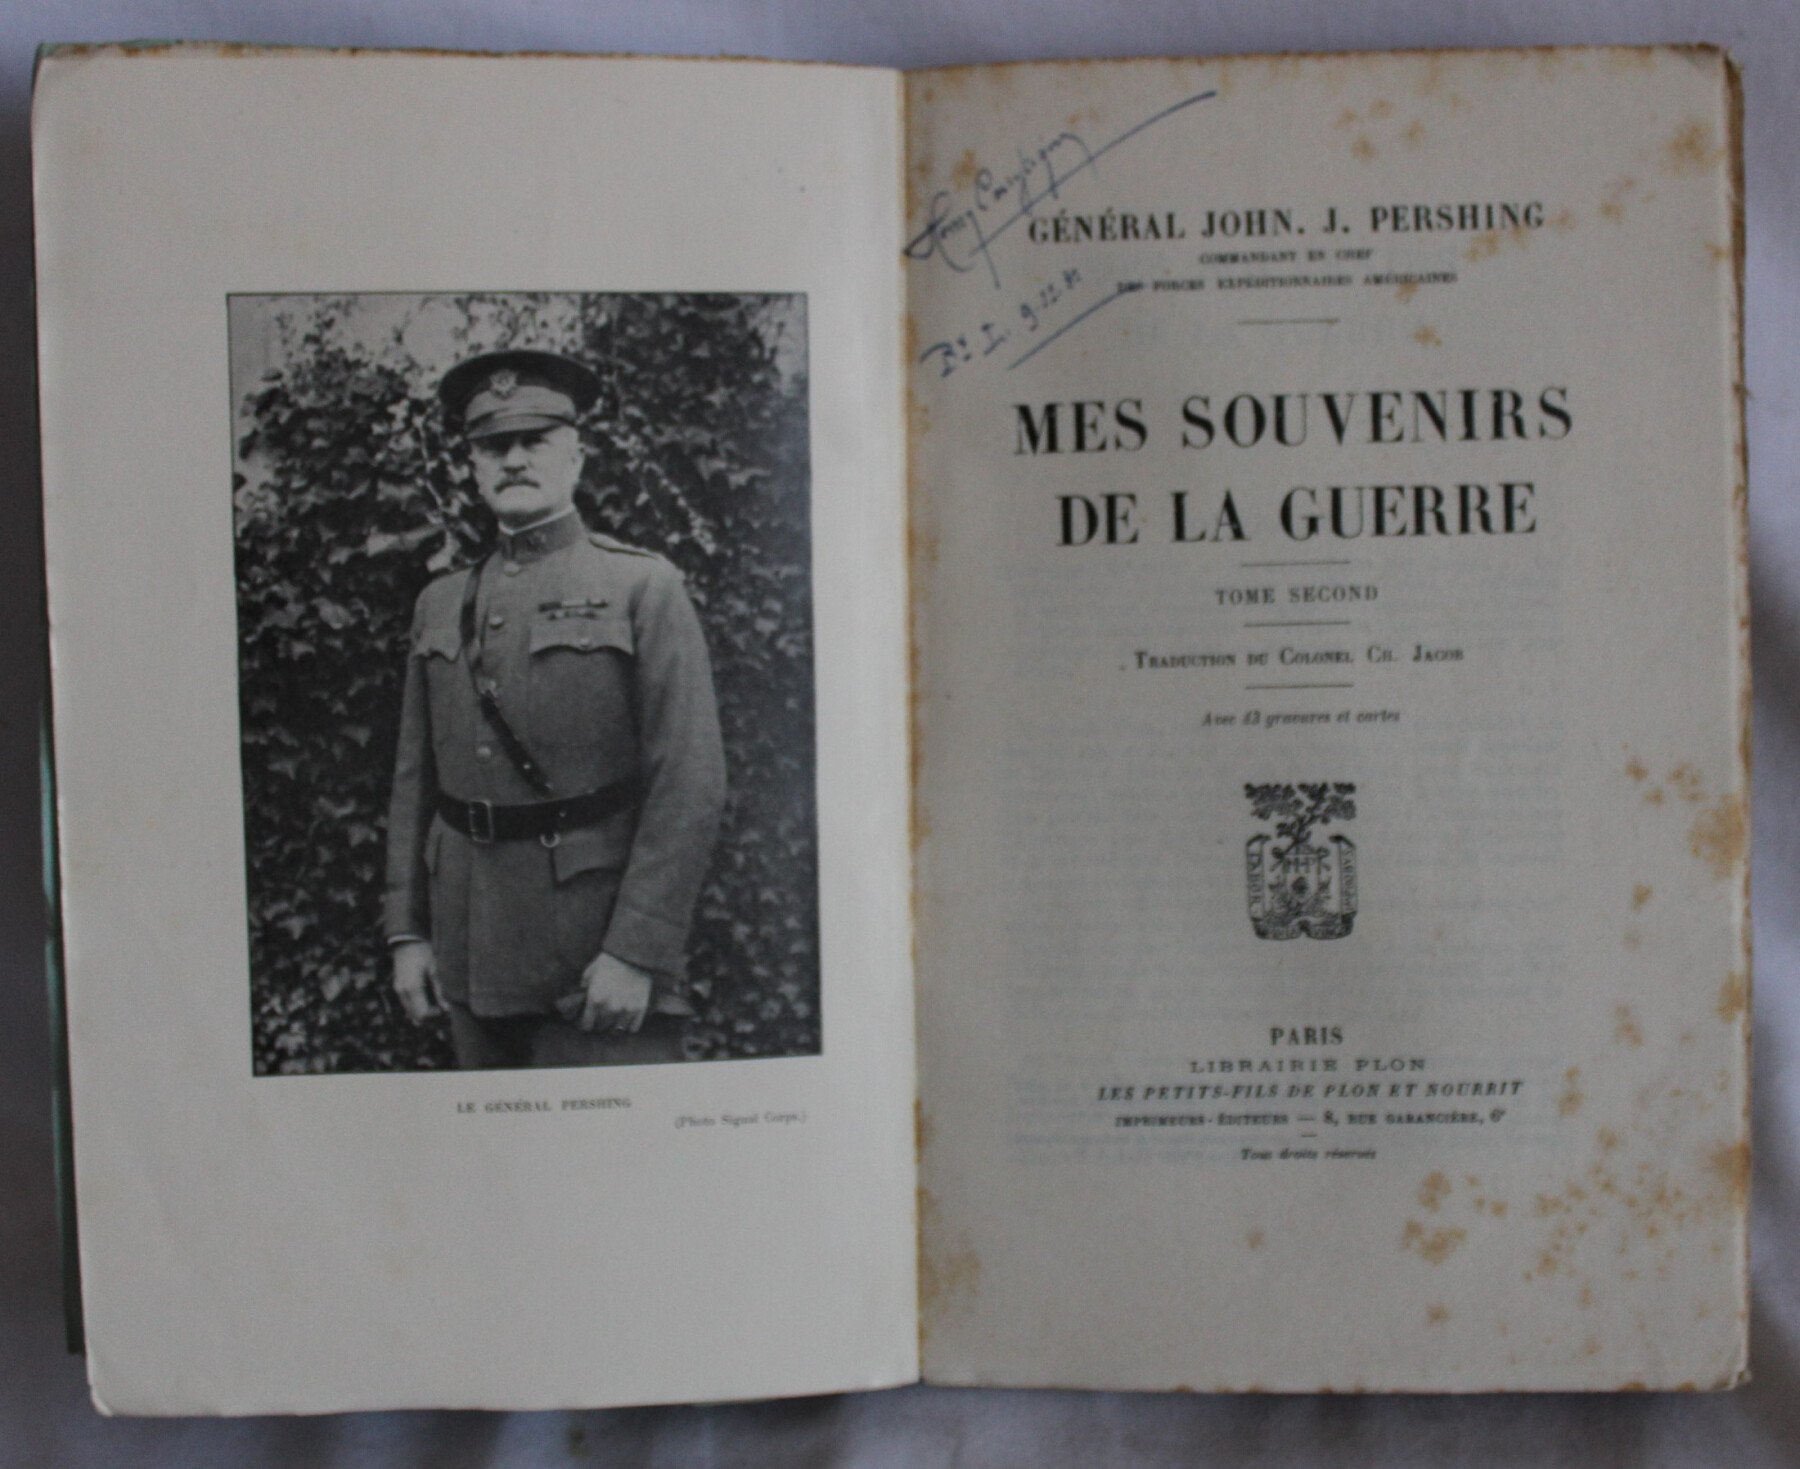 LE GÉNÉRAL PERSHING
(Photo Signal Corps.)
GÉNÉRAL JOHN. J. PERSHING
COMMANDANT EN CHEF
DES FORCES EXPÉDITIONNAIRES AMÉRICAINES
MES SOUVENIRS
DE LA GUERRE
TOME SECOND
TRADUCTION DU COLONEL CH. JACOB
Avec 43 gravures et cartes
PARIS
LIBRAIRIE PLON
LES PETITS-FILS DE PLON ET NOURRIT
IMPRIMEURS-ÉDITEURS — 8, RUE GARANCIÈRE, 6e
Tous droits réservés